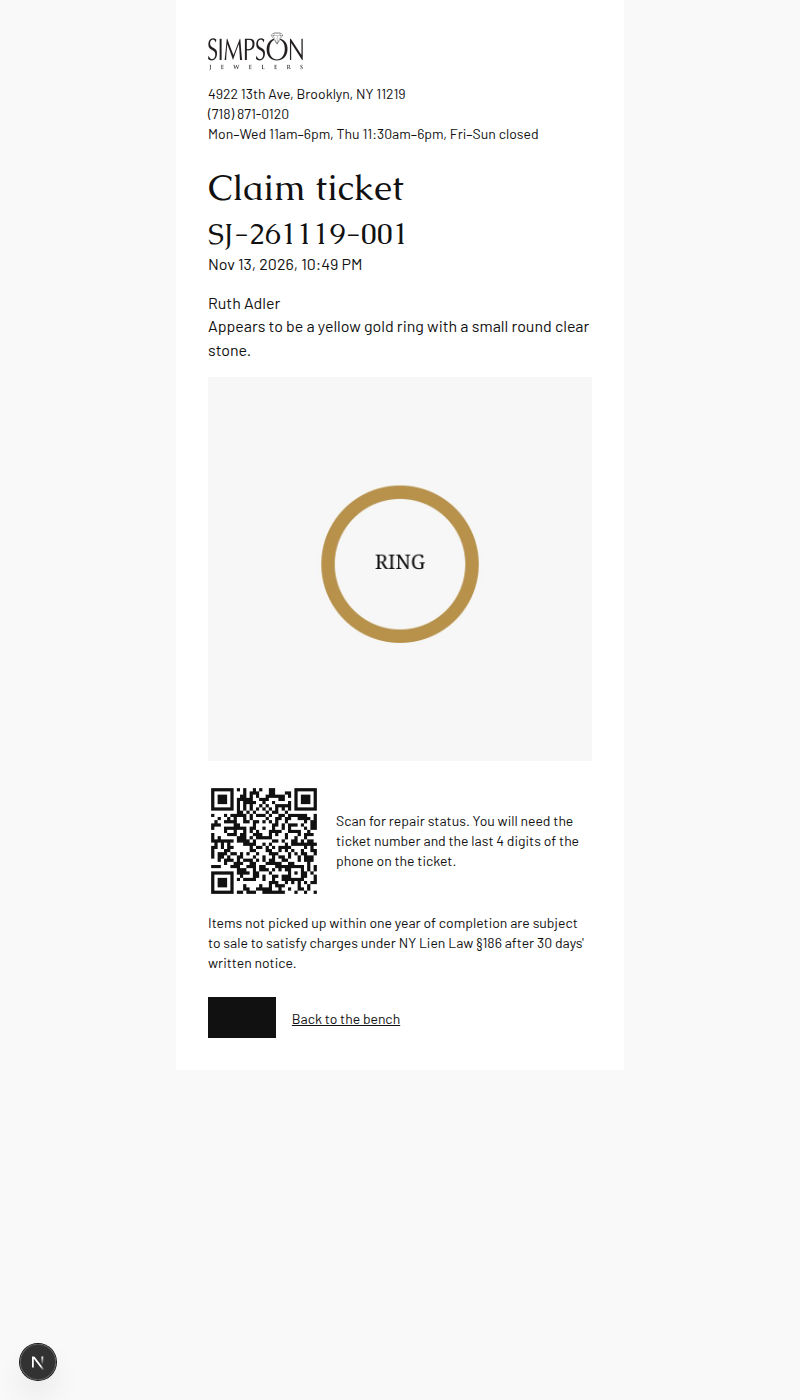 SIMPSON
JEWELERS
4922 13th Ave, Brooklyn, NY 11219
(718) 871-0120
Mon–Wed 11am–6pm, Thu 11:30am–6pm, Fri–Sun closed
Claim ticket
SJ-261119-001
Nov 13, 2026, 10:49 PM
Ruth Adler
Appears to be a yellow gold ring with a small round clear
stone.
RING
Scan for repair status. You will need the
ticket number and the last 4 digits of the
phone on the ticket.
Items not picked up within one year of completion are subject
to sale to satisfy charges under NY Lien Law §186 after 30 days'
written notice.
Back to the bench
N